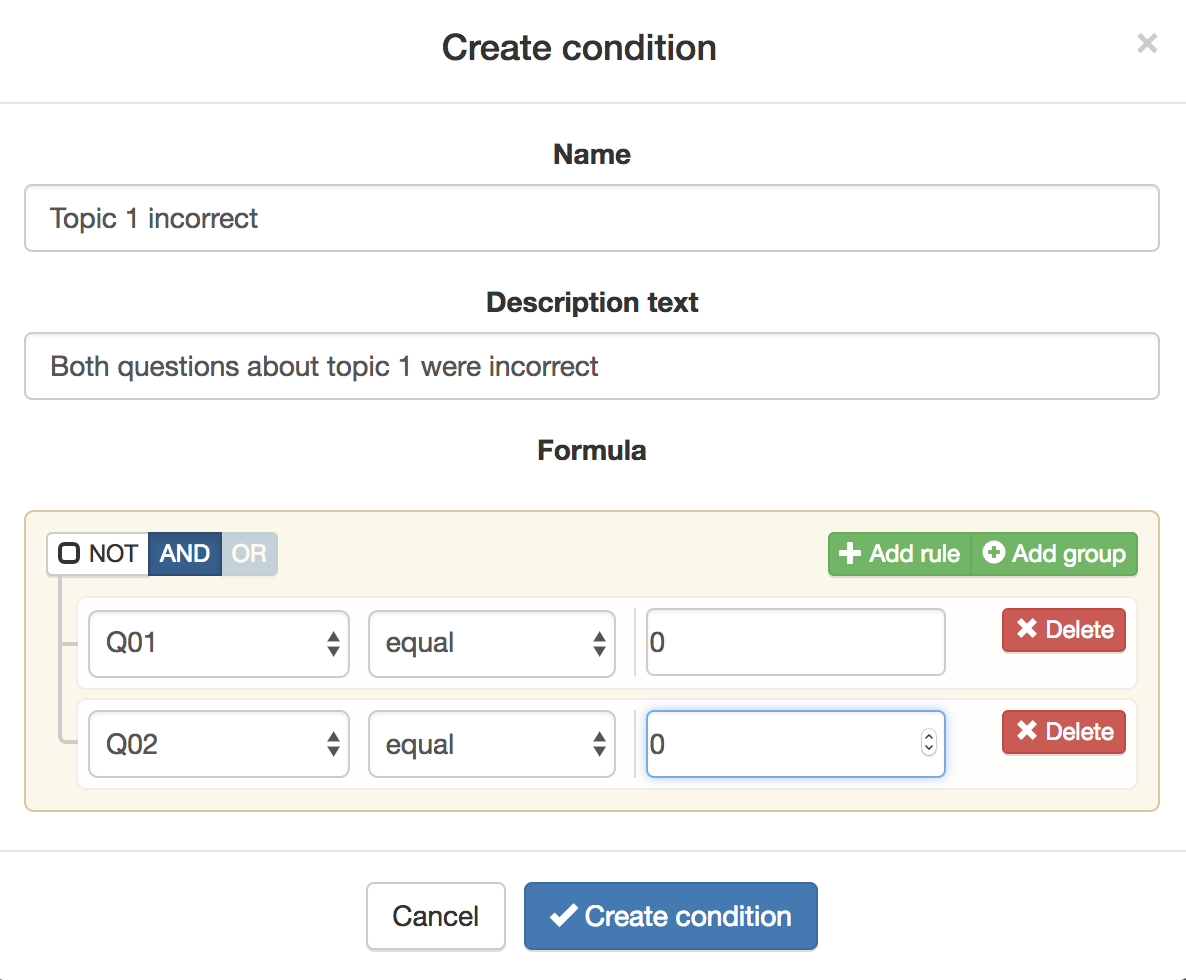 Create condition ×
Name
Topic 1 incorrect
Description text
Both questions about topic 1 were incorrect
Formula
NOT AND OR Add rule Add group
Q01 equal 0 Delete
Q02 equal 0 Delete
Cancel Create condition